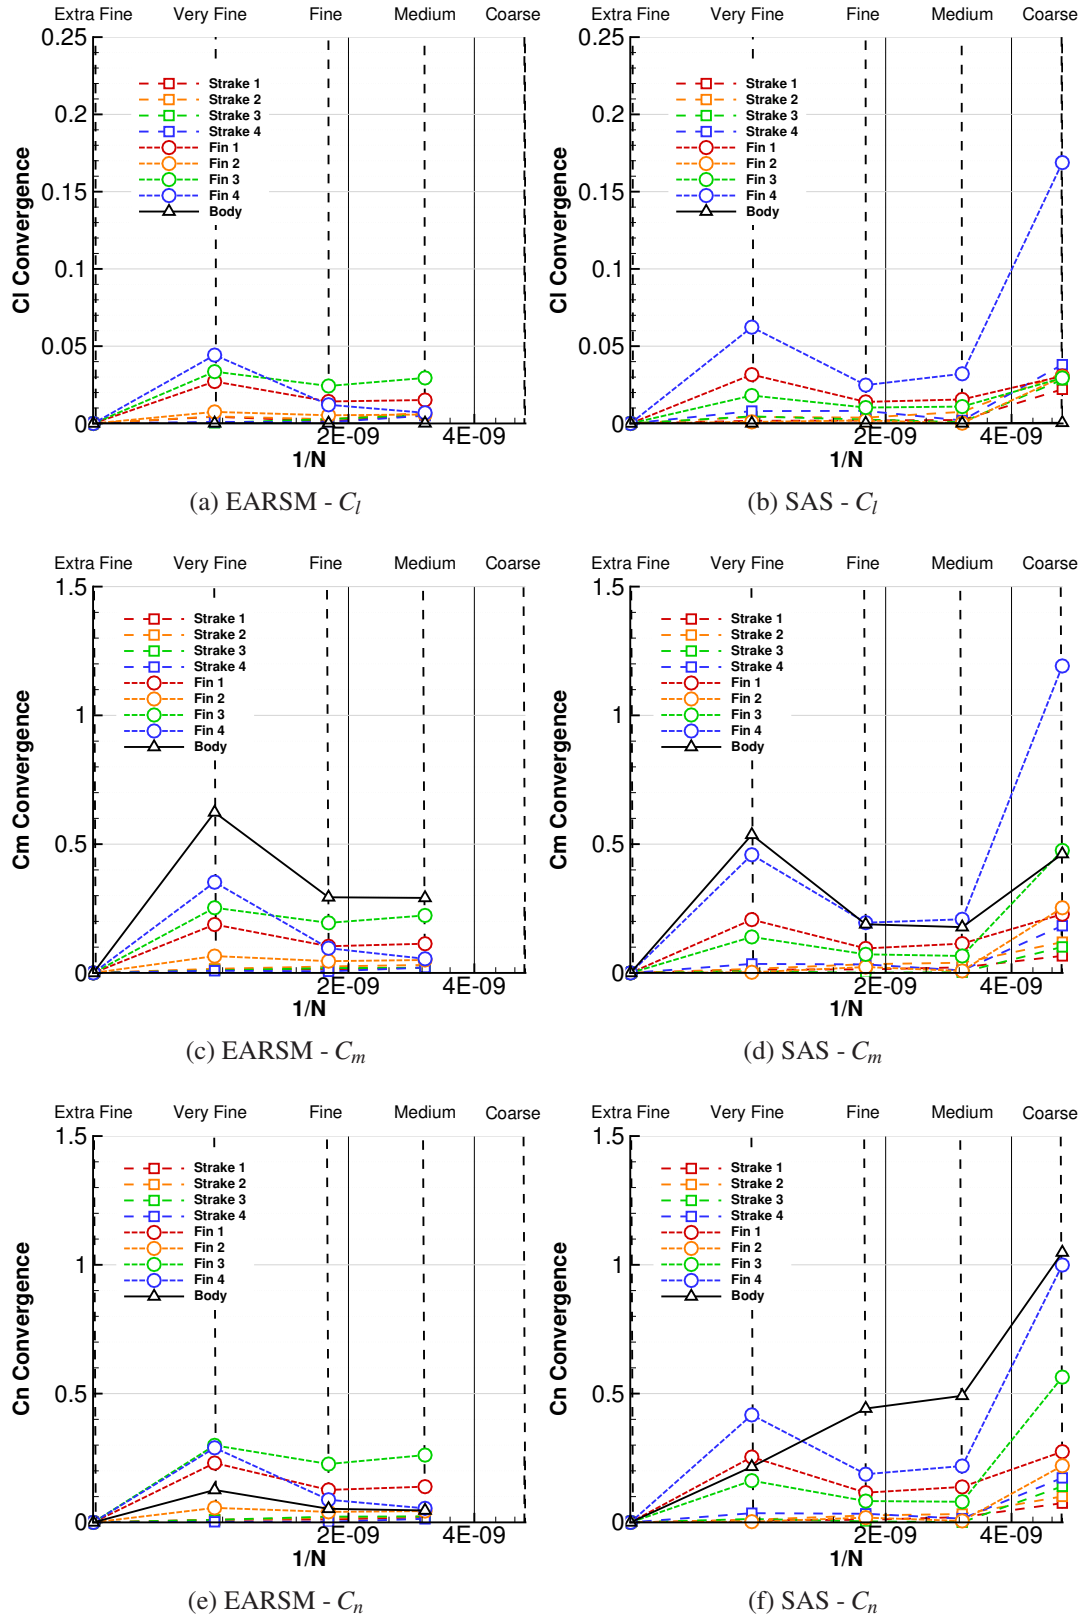 Extra Fine Very Fine Fine Medium Coarse
0.25
0.2
0.15
0.1
0.05
0
Cl Convergence
Strake 1
Strake 2
Strake 3
Strake 4
Fin 1
Fin 2
Fin 3
Fin 4
Body
2E-09 4E-09
1/N
(a) EARSM - Cl
Extra Fine Very Fine Fine Medium Coarse
0.25
0.2
0.15
0.1
0.05
0
Cl Convergence
Strake 1
Strake 2
Strake 3
Strake 4
Fin 1
Fin 2
Fin 3
Fin 4
Body
2E-09 4E-09
1/N
(b) SAS - Cl
Extra Fine Very Fine Fine Medium Coarse
1.5
1
0.5
0
Cm Convergence
Strake 1
Strake 2
Strake 3
Strake 4
Fin 1
Fin 2
Fin 3
Fin 4
Body
2E-09 4E-09
1/N
(c) EARSM - Cm
Extra Fine Very Fine Fine Medium Coarse
1.5
1
0.5
0
Cm Convergence
Strake 1
Strake 2
Strake 3
Strake 4
Fin 1
Fin 2
Fin 3
Fin 4
Body
2E-09 4E-09
1/N
(d) SAS - Cm
Extra Fine Very Fine Fine Medium Coarse
1.5
1
0.5
0
Cn Convergence
Strake 1
Strake 2
Strake 3
Strake 4
Fin 1
Fin 2
Fin 3
Fin 4
Body
2E-09 4E-09
1/N
(e) EARSM - Cn
Extra Fine Very Fine Fine Medium Coarse
1.5
1
0.5
0
Cn Convergence
Strake 1
Strake 2
Strake 3
Strake 4
Fin 1
Fin 2
Fin 3
Fin 4
Body
2E-09 4E-09
1/N
(f) SAS - Cn